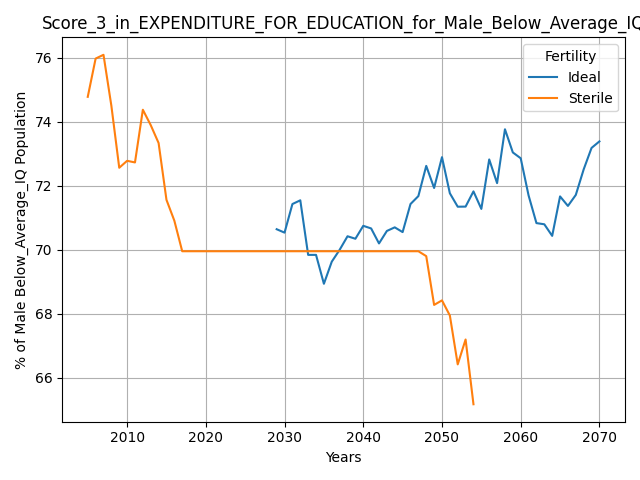 Score_3_in_EXPENDITURE_FOR_EDUCATION_for_Male_Below_Average_IQ
Fertility
Ideal
Sterile
% of Male Below_Average_IQ Population
76
74
72
70
68
66
2010 2020 2030 2040 2050 2060 2070
Years